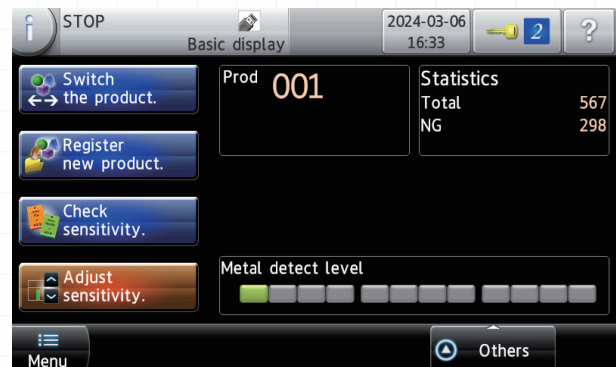 i
STOP
Basic display
2024-03-06
16:33
2
?
Switch
the product.
Register
new product.
Check
sensitivity.
Adjust
sensitivity.
Prod 001
Statistics
Total 567
NG 298
Metal detect level
Menu
Others